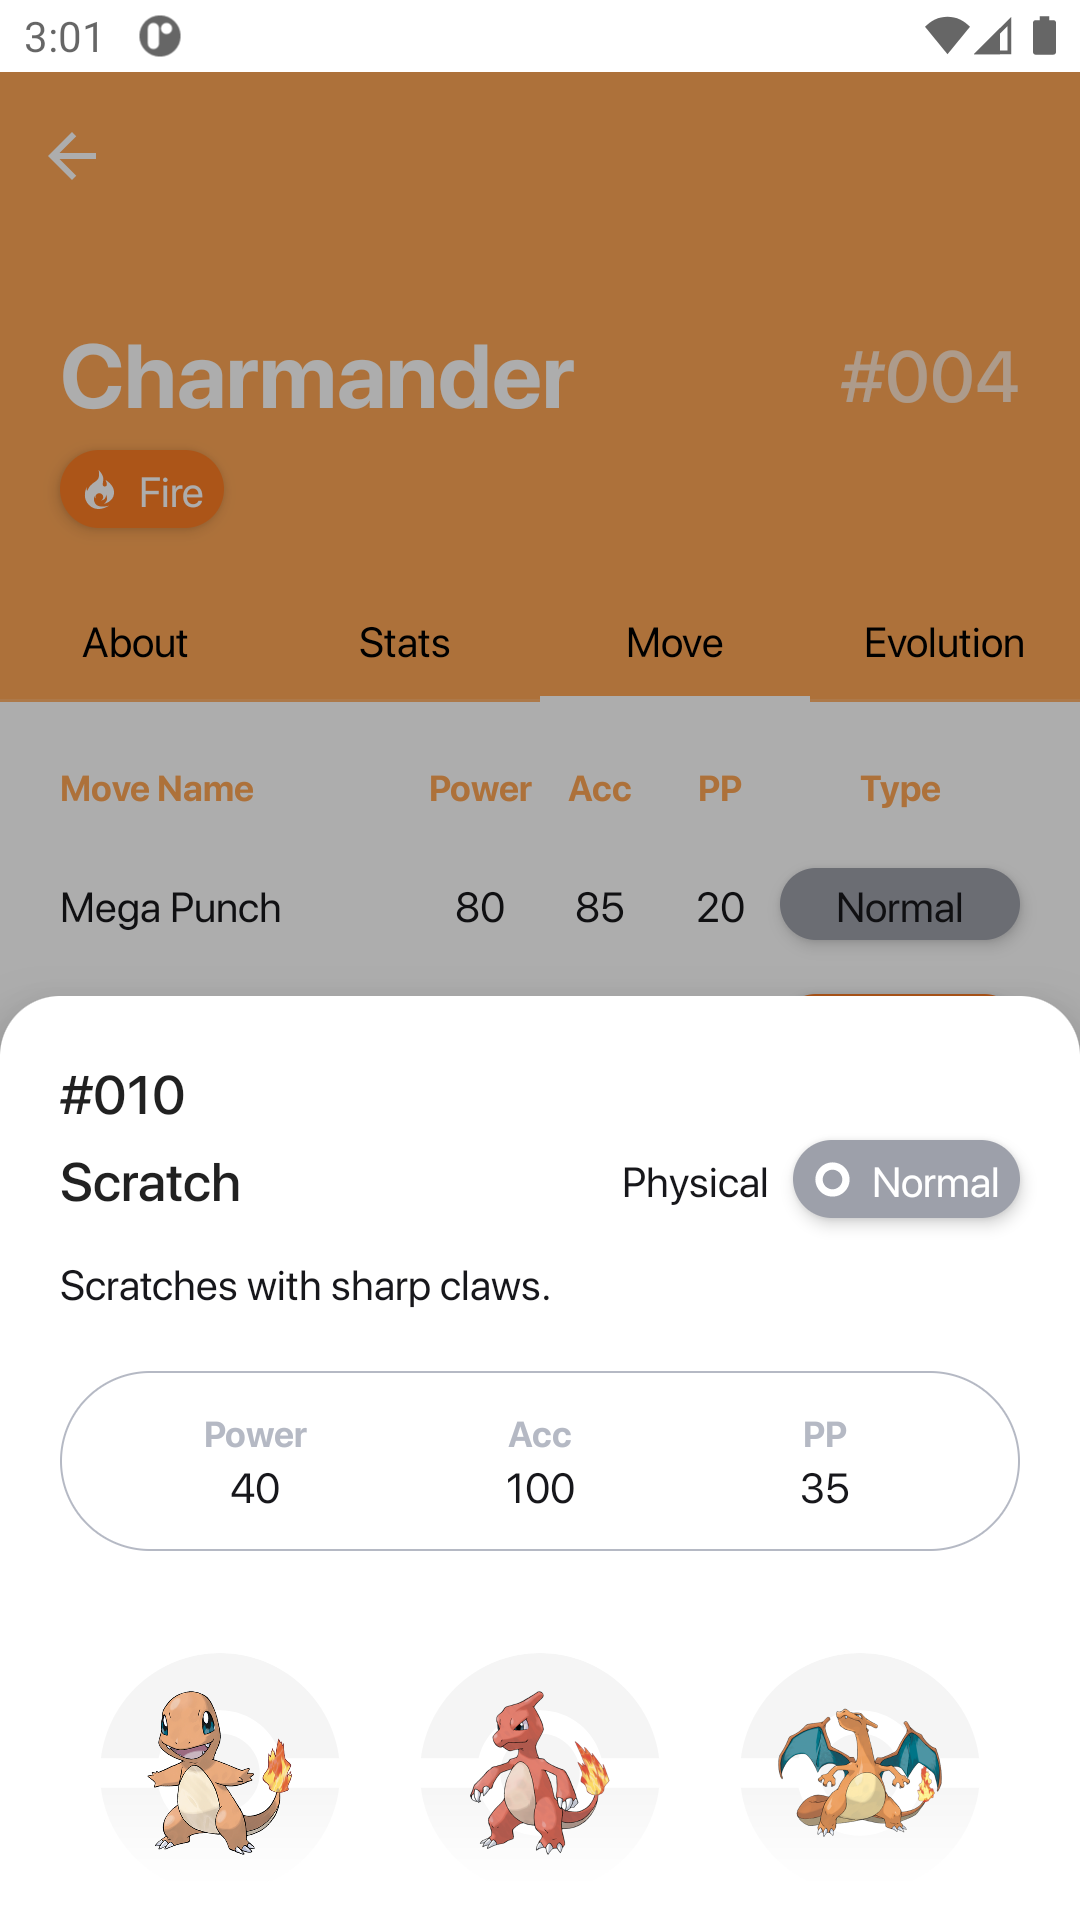 3:01
Charmander #004
Fire
About Stats Move Evolution
Move Name Power Acc PP Type
Mega Punch 80 85 20 Normal
#010
Scratch Physical Normal
Scratches with sharp claws.
Power Acc PP
40 100 35